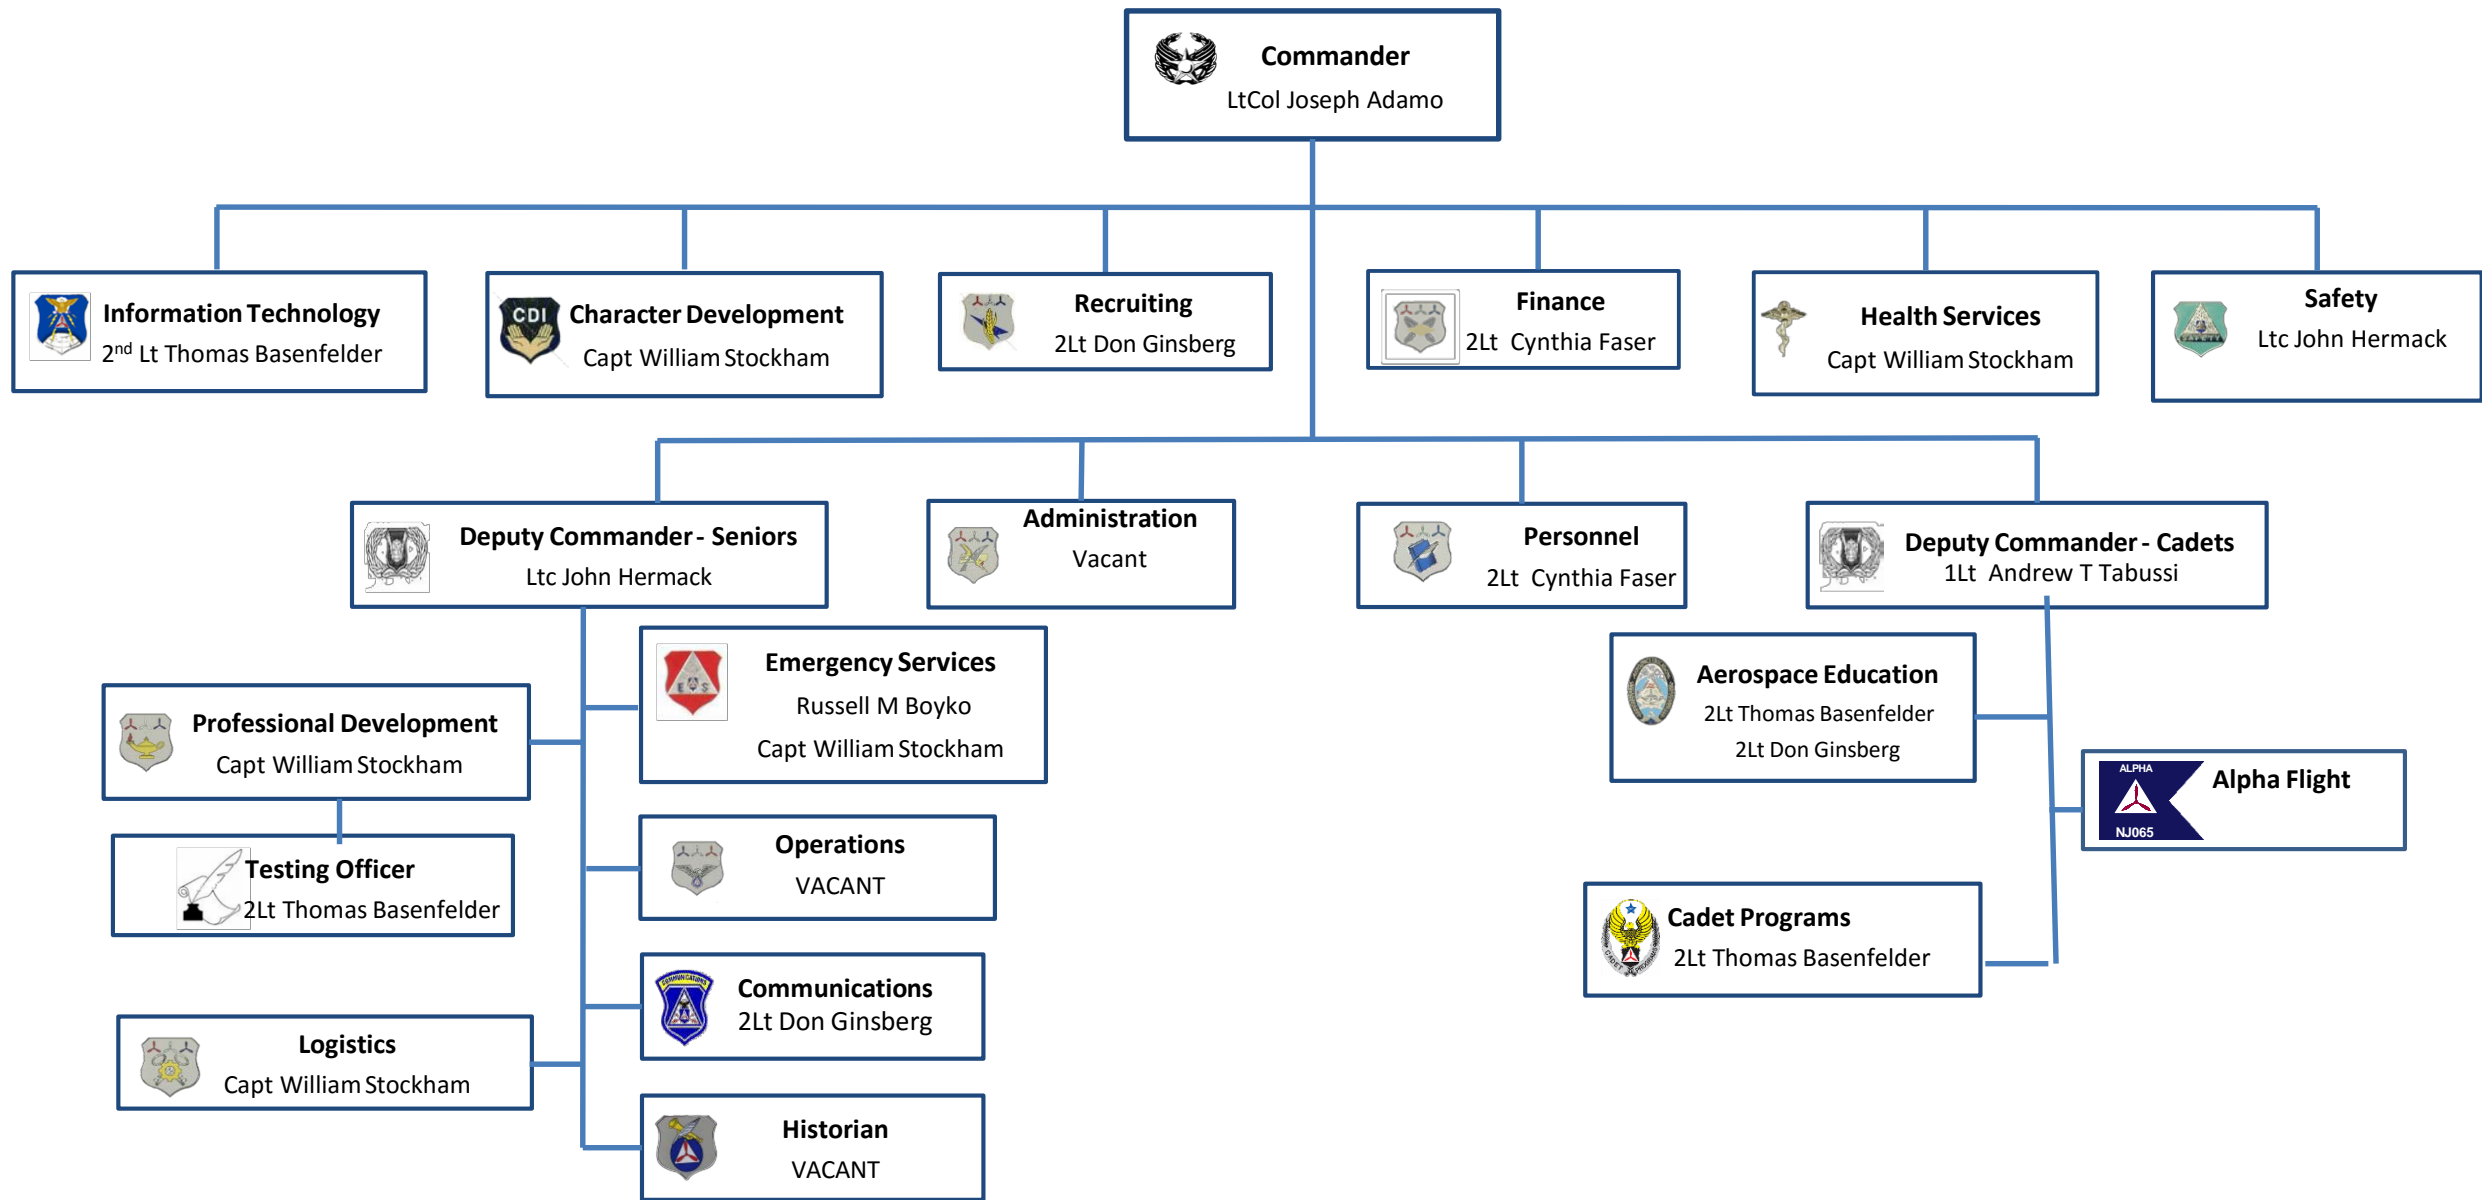 Commander
LtCol Joseph Adamo
Information Technology
2nd Lt Thomas Basenfelder
CDI
Character Development
Capt William Stockham
Recruiting
2Lt Don Ginsberg
Finance
2Lt Cynthia Faser
Health Services
Capt William Stockham
Safety
Ltc John Hermack
Deputy Commander - Seniors
Ltc John Hermack
Administration
Vacant
Personnel
2Lt Cynthia Faser
Deputy Commander - Cadets
1Lt Andrew T Tabussi
Emergency Services
Russell M Boyko
Capt William Stockham
E S
Professional Development
Capt William Stockham
Testing Officer
2Lt Thomas Basenfelder
Operations
VACANT
COMMUNICATIONS
Communications
2Lt Don Ginsberg
Logistics
Capt William Stockham
Historian
VACANT
Aerospace Education
2Lt Thomas Basenfelder
2Lt Don Ginsberg
ALPHA
NJ065
Alpha Flight
CADET PROGRAMS
Cadet Programs
2Lt Thomas Basenfelder